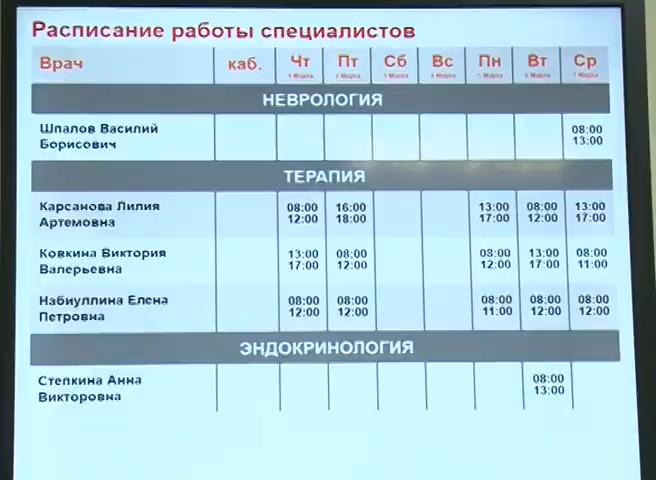 Расписание работы специалистов
Врач каб. Чт Пт Сб Вс Пн Вт Ср
НЕВРОЛОГИЯ
Шпалов Василий 08:00
Борисович 13:00
ТЕРАПИЯ
Карсанова Лилия 08:00 16:00 13:00 08:00 13:00
Артемовна 12:00 18:00 17:00 12:00 17:00
Ковкина Виктория 13:00 08:00 08:00 13:00 08:00
Валерьевна 17:00 12:00 12:00 17:00 11:00
Набиуллина Елена 08:00 08:00 08:00 08:00 08:00
Петровна 12:00 12:00 11:00 12:00 12:00
ЭНДОКРИНОЛОГИЯ
Степкина Анна 08:00
Викторовна 13:00